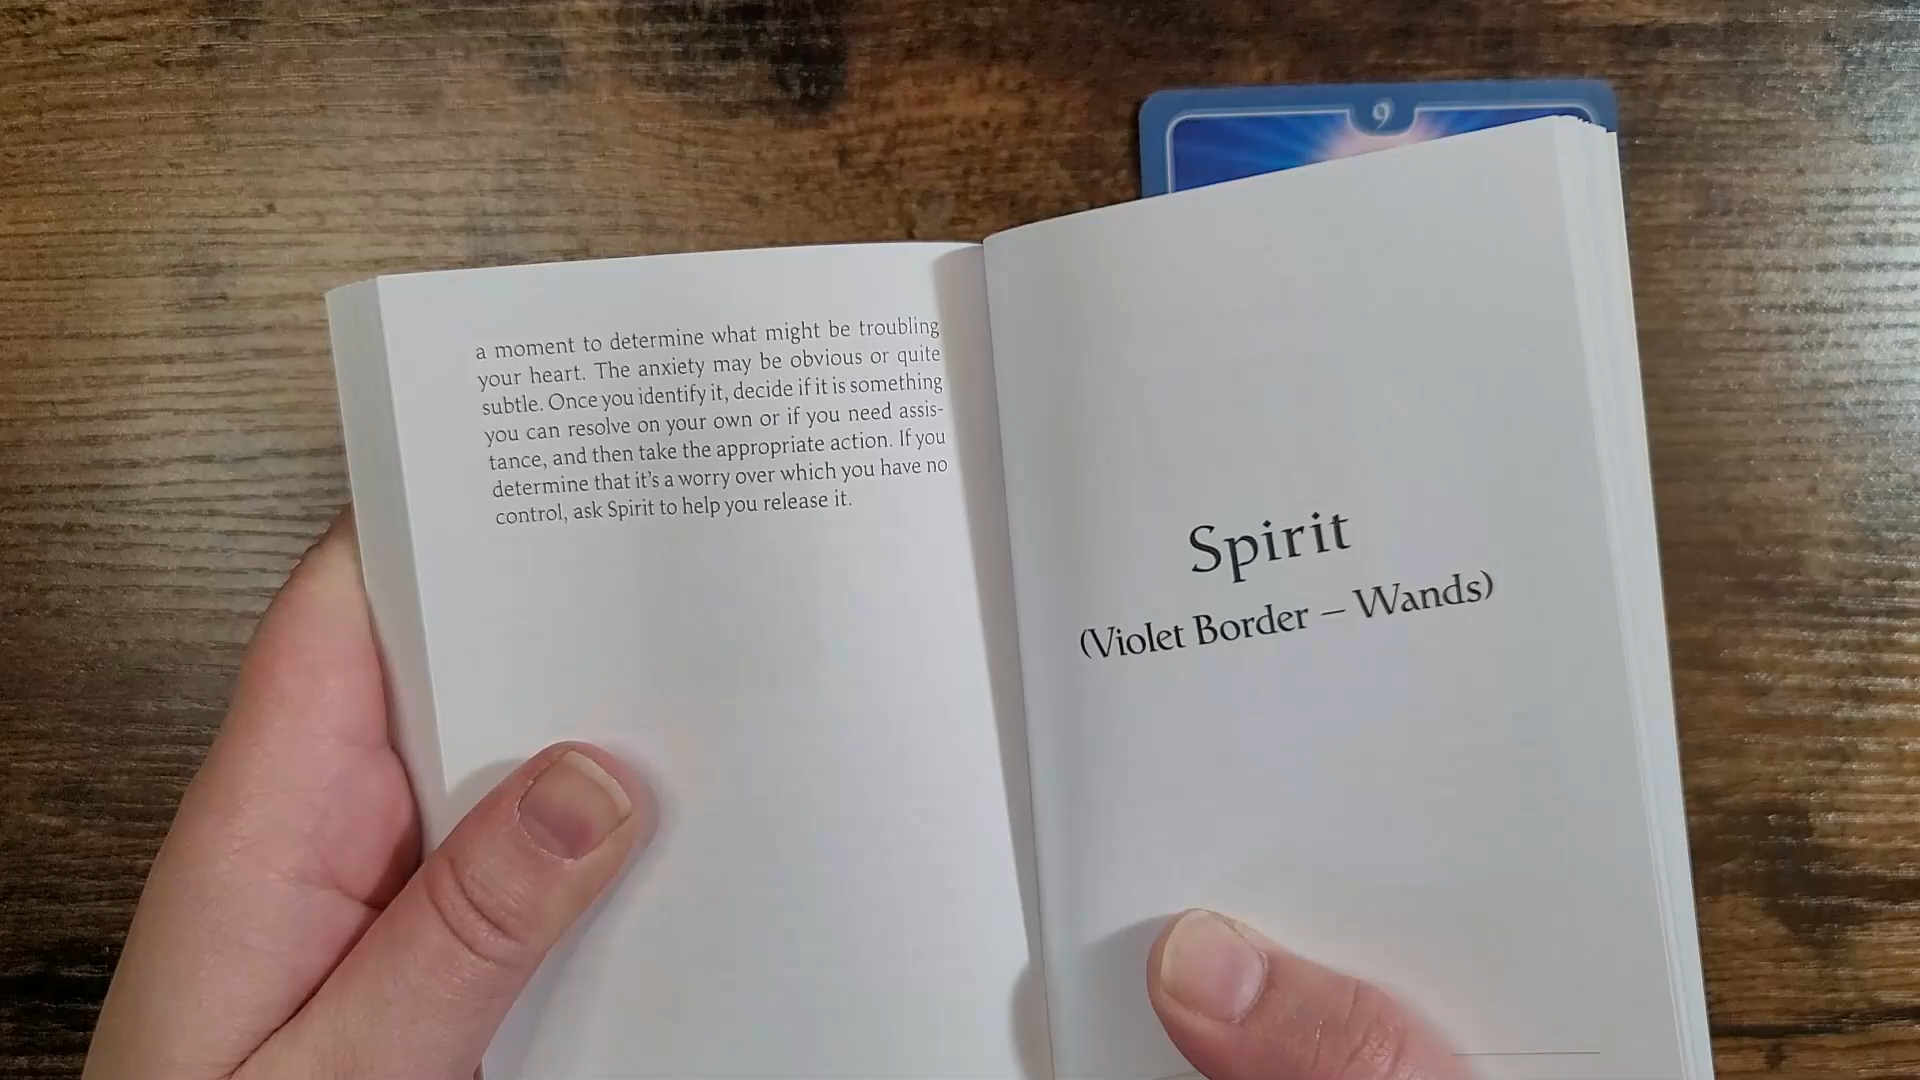 9
a moment to determine what might be troubling
your heart. The anxiety may be obvious or quite
subtle. Once you identify it, decide if it is something
you can resolve on your own or if you need assis-
tance, and then take the appropriate action. If you
determine that it's a worry over which you have no
control, ask Spirit to help you release it.
Spirit
(Violet Border – Wands)